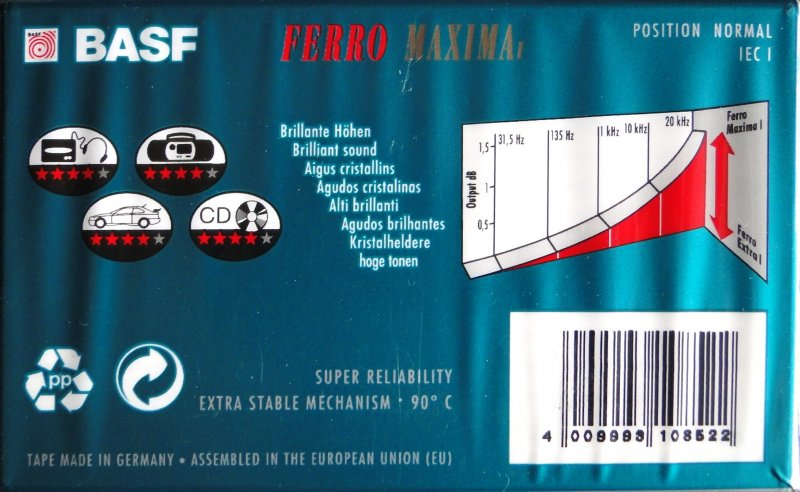 BASF
BASF
FERRO MAXIMA I
POSITION NORMAL
IEC I
Brillante Höhen
Brilliant sound
Aigus cristallins
Agudos cristalinas
Alti brillanti
Agudos brilhantes
Kristalheldere
hoge tonen
CD
Output dB
1,5
1
0,5
31,5 Hz
135 Hz
1 kHz
10 kHz
20 kHz
Ferro
Maxima I
Ferro
Extra I
PP
SUPER RELIABILITY
EXTRA STABLE MECHANISM · 90° C
TAPE MADE IN GERMANY • ASSEMBLED IN THE EUROPEAN UNION (EU)
4 009993 108522